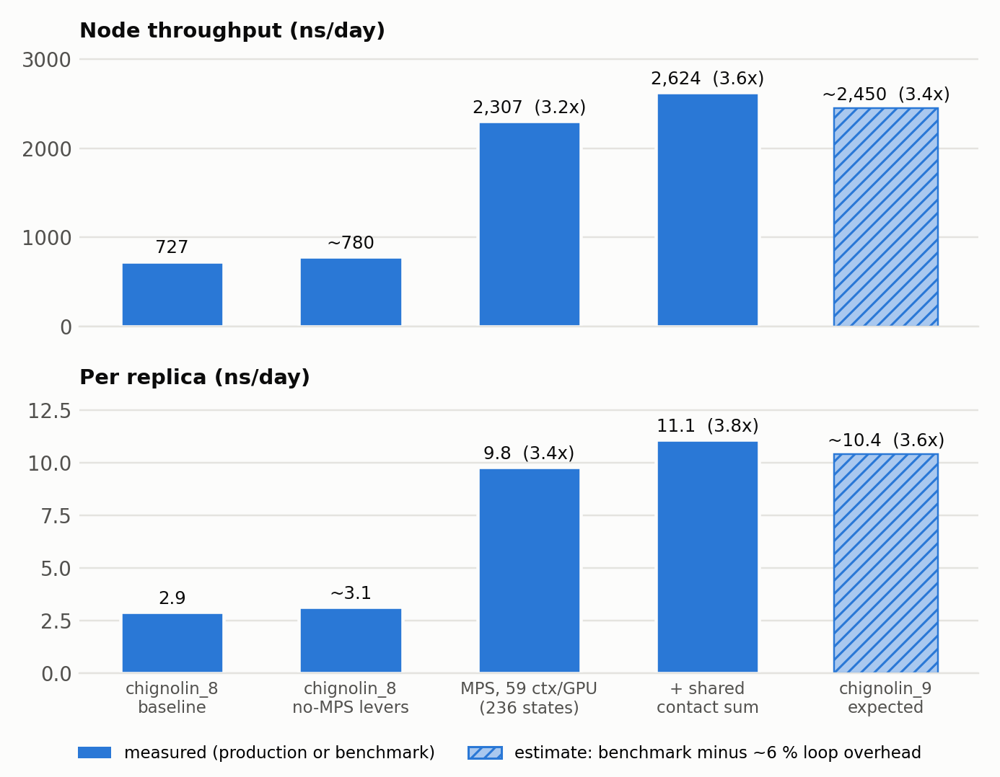 Node throughput (ns/day)
3000
2000
1000
0
727
~780
2,307 (3.2x)
2,624 (3.6x)
~2,450 (3.4x)
Per replica (ns/day)
12.5
10.0
7.5
5.0
2.5
0.0
2.9
~3.1
9.8 (3.4x)
11.1 (3.8x)
~10.4 (3.6x)
chignolin_8
baseline
chignolin_8
no-MPS levers
MPS, 59 ctx/GPU
(236 states)
+ shared
contact sum
chignolin_9
expected
measured (production or benchmark)
estimate: benchmark minus ~6 % loop overhead